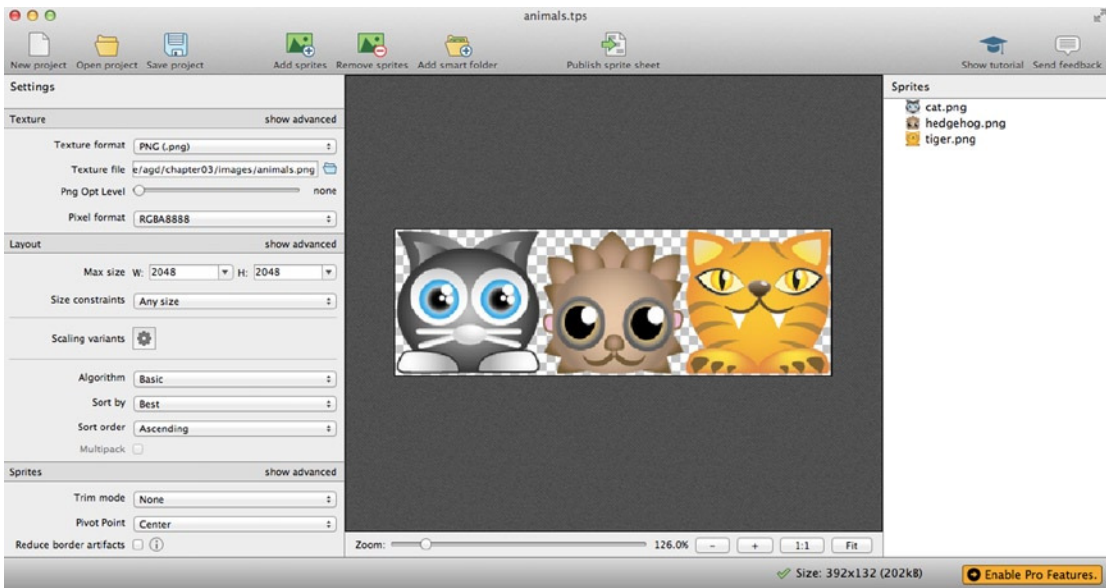 animals.tps
New project Open project Save project Add sprites Remove sprites Add smart folder Publish sprite sheet Show tutorial Send feedback
Settings
Texture show advanced
Texture format PNG (.png)
Texture file e/agd/chapter03/images/animals.png
Png Opt Level none
Pixel format RGBA8888
Layout show advanced
Max size W: 2048 H: 2048
Size constraints Any size
Scaling variants
Algorithm Basic
Sort by Best
Sort order Ascending
Multipack
Sprites show advanced
Trim mode None
Pivot Point Center
Reduce border artifacts
Zoom: 126.0% - + 1:1 Fit
Sprites
cat.png
hedgehog.png
tiger.png
Size: 392x132 (202kB) Enable Pro Features.